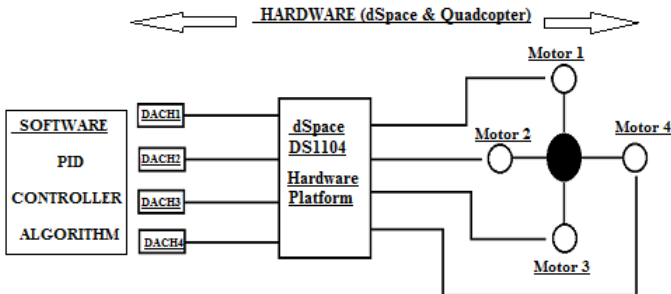 HARDWARE (dSpace & Quadcopter)
SOFTWARE
PID
CONTROLLER
ALGORITHM
DACH1
DACH2
DACH3
DACH4
dSpace
DS1104
Hardware
Platform
Motor 1
Motor 2
Motor 4
Motor 3